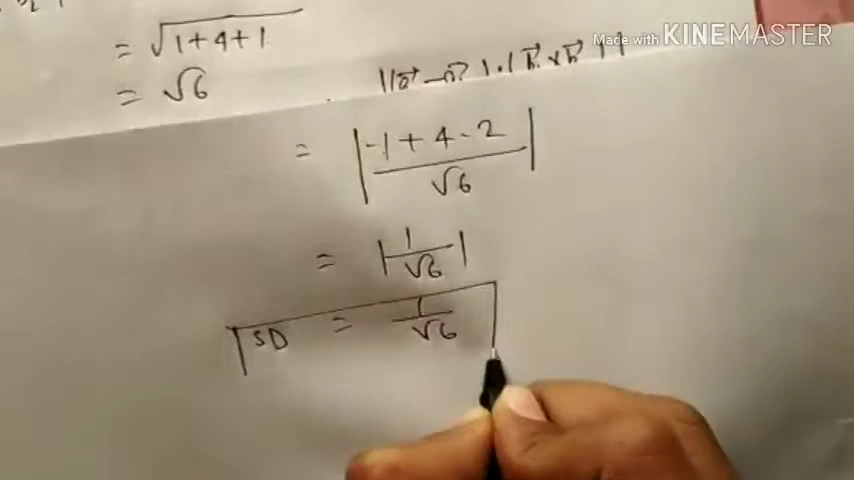 = √1+4+1
= √6
Made with KINEMASTER
= |-1+4-2 / √6|
= |1/√6|
SD = 1/√6